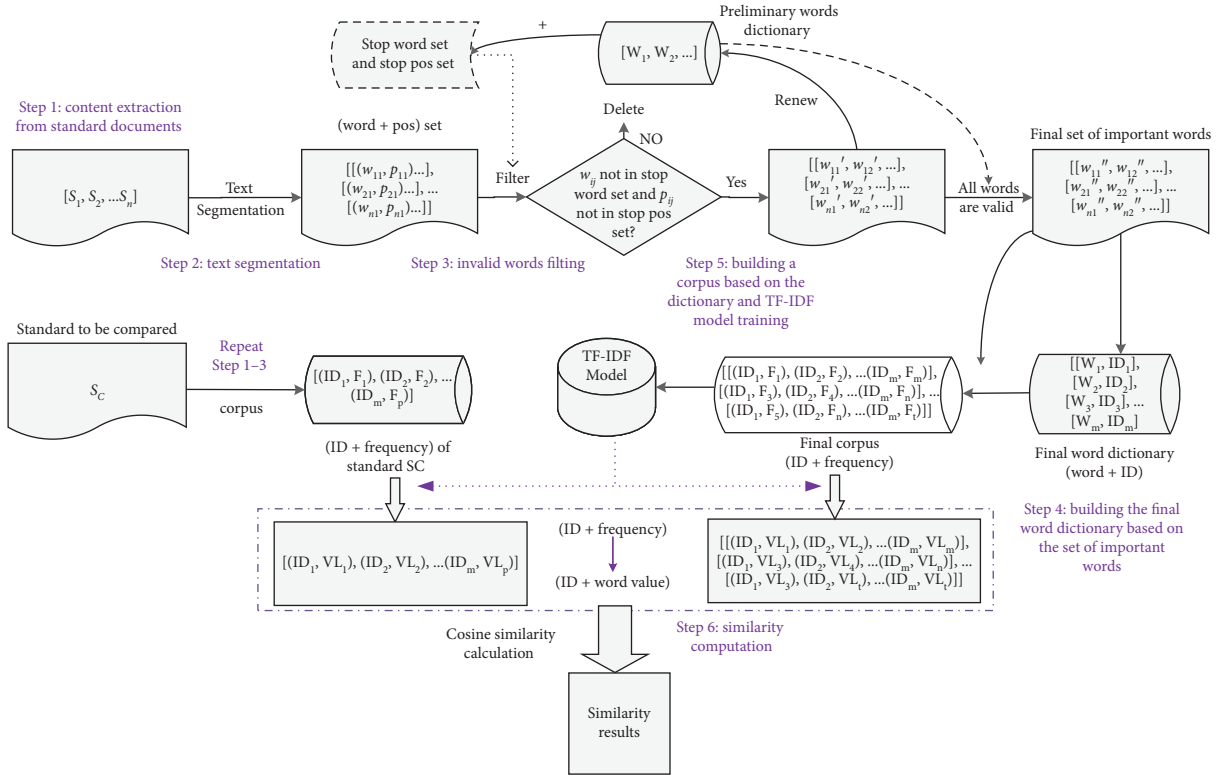 Preliminary words
dictionary
+
Stop word set
and stop pos set
[W1, W2, ...]
Step 1: content extraction
from standard documents
Renew
Delete
(word + pos) set
NO
Final set of important words
[S1, S2, ...Sn]
Text
Segmentation
[[(w11, p11)...],
[(w21, p21)...], ...
[(wn1, pn1)...]]
Filter
wij not in stop
word set and pij
not in stop pos
set?
Yes
[[w11′, w12′, ...],
[w21′, w22′, ...], ...
[wn1′, wn2′, ...]]
All words
are valid
[[w11″, w12″, ...],
[w21″, w22″, ...], ...
[wn1″, wn2″, ...]]
Step 2: text segmentation
Step 3: invalid words filting
Step 5: building a
corpus based on the
dictionary and TF-IDF
model training
Standard to be compared
SC
Repeat
Step 1–3
corpus
[(ID1, F1), (ID2, F2), ...
(IDm, Fp)]
TF-IDF
Model
[[(ID1, F1), (ID2, F2), ...(IDm, Fm)],
[(ID1, F3), (ID2, F4), ...(IDm, Fn)], ...
[(ID1, F5), (ID2, Fn), ...(IDm, Ft)]]
[[W1, ID1],
[W2, ID2],
[W3, ID3], ...
[Wm, IDm]
(ID + frequency) of
standard SC
Final corpus
(ID + frequency)
Final word dictionary
(word + ID)
Step 4: building the final
word dictionary based on
the set of important
words
[(ID1, VL1), (ID2, VL2), ...(IDm, VLp)]
(ID + frequency)
(ID + word value)
[[(ID1, VL1), (ID2, VL2), ...(IDm, VLm)],
[(ID1, VL3), (ID2, VL4), ...(IDm, VLn)], ...
[(ID1, VL3), (ID2, VLt), ...(IDm, VLt)]]
Cosine similarity
calculation
Step 6: similarity
computation
Similarity
results